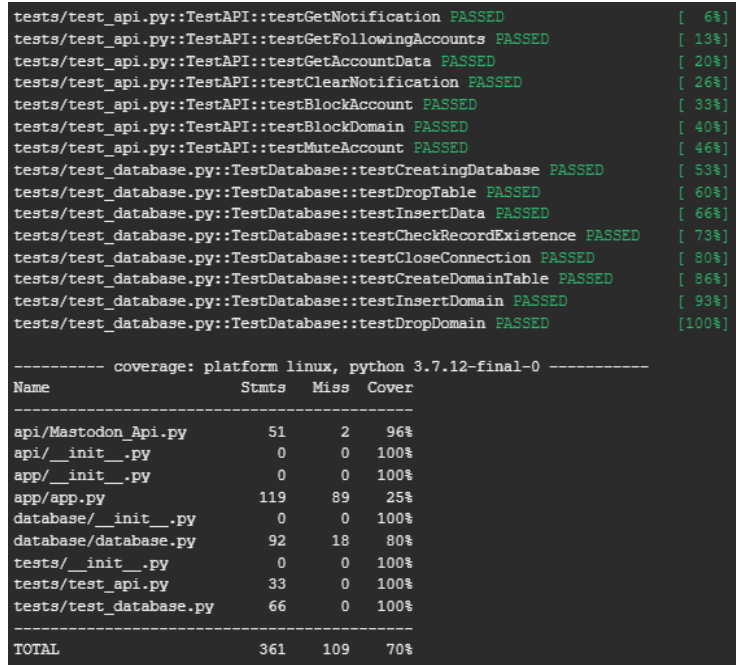 tests/test_api.py::TestAPI::testGetNotification PASSED [  6%]
tests/test_api.py::TestAPI::testGetFollowingAccounts PASSED [ 13%]
tests/test_api.py::TestAPI::testGetAccountData PASSED [ 20%]
tests/test_api.py::TestAPI::testClearNotification PASSED [ 26%]
tests/test_api.py::TestAPI::testBlockAccount PASSED [ 33%]
tests/test_api.py::TestAPI::testBlockDomain PASSED [ 40%]
tests/test_api.py::TestAPI::testMuteAccount PASSED [ 46%]
tests/test_database.py::TestDatabase::testCreatingDatabase PASSED [ 53%]
tests/test_database.py::TestDatabase::testDropTable PASSED [ 60%]
tests/test_database.py::TestDatabase::testInsertData PASSED [ 66%]
tests/test_database.py::TestDatabase::testCheckRecordExistence PASSED [ 73%]
tests/test_database.py::TestDatabase::testCloseConnection PASSED [ 80%]
tests/test_database.py::TestDatabase::testCreateDomainTable PASSED [ 86%]
tests/test_database.py::TestDatabase::testInsertDomain PASSED [ 93%]
tests/test_database.py::TestDatabase::testDropDomain PASSED [100%]
---------- coverage: platform linux, python 3.7.12-final-0 -----------
Name Stmts Miss Cover
---------------------------------------------
api/Mastodon_Api.py 51 2 96%
api/__init__.py 0 0 100%
app/__init__.py 0 0 100%
app/app.py 119 89 25%
database/__init__.py 0 0 100%
database/database.py 92 18 80%
tests/__init__.py 0 0 100%
tests/test_api.py 33 0 100%
tests/test_database.py 66 0 100%
---------------------------------------------
TOTAL 361 109 70%